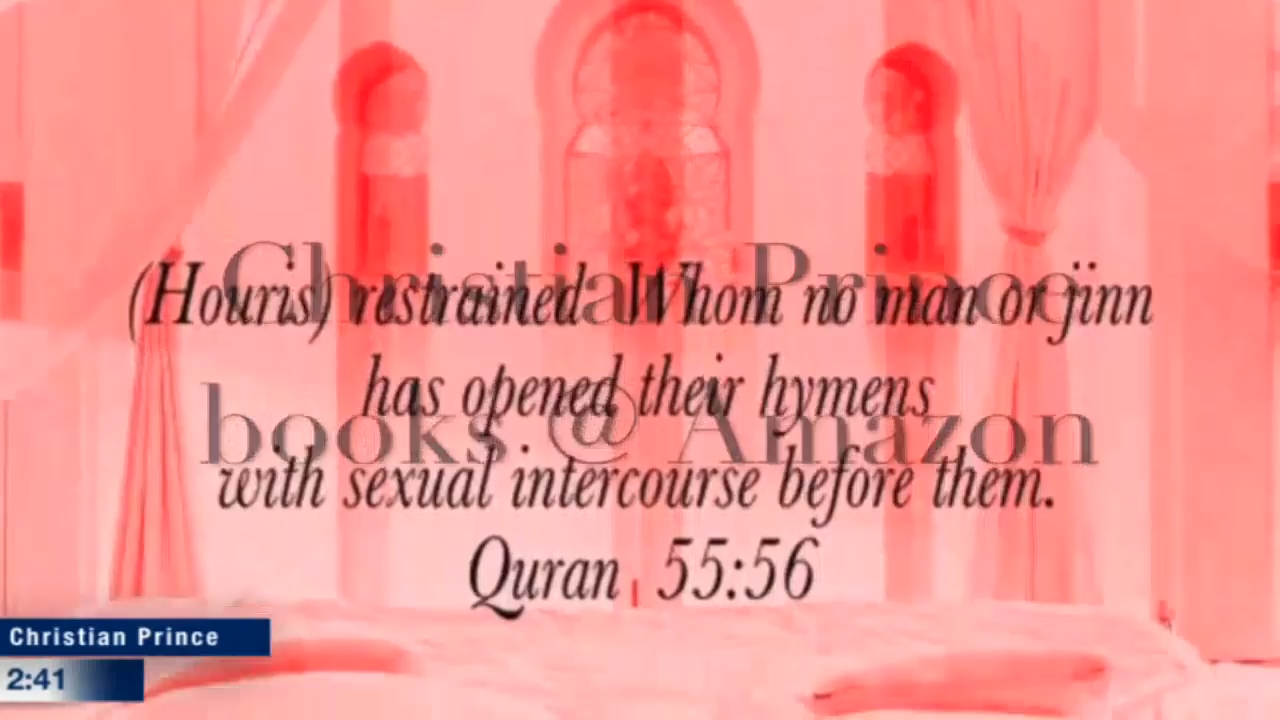 Christian Prince
books @ Amazon
(Houris) restrained Whom no man or jinn
has opened their hymens
with sexual intercourse before them.
Quran 55:56
Christian Prince
2:41